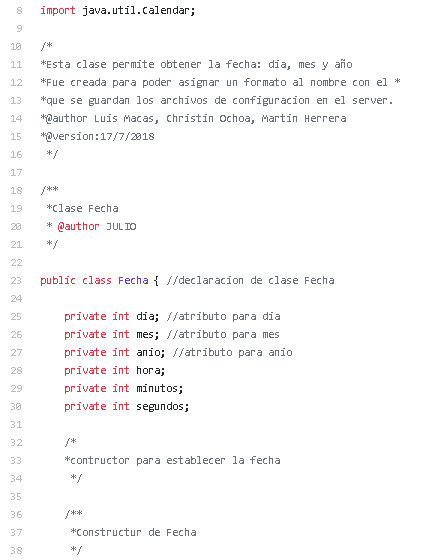 8 import java.util.Calendar;
9
10 /*
11 *Esta clase permite obtener la fecha: dia, mes y año
12 *Fue creada para poder asignar un formato al nombre con el *
13 *que se guardan los archivos de configuracion en el server.
14 *@author Luis Macas, Christin Ochoa, Martin Herrera
15 *@version:17/7/2018
16 */
17
18 /**
19 *Clase Fecha
20 * @author JULIO
21 */
22
23 public class Fecha { //declaracion de clase Fecha
24
25 private int dia; //atributo para dia
26 private int mes; //atributo para mes
27 private int anio; //atributo para anio
28 private int hora;
29 private int minutos;
30 private int segundos;
31
32 /*
33 *contructor para establecer la fecha
34 */
35
36 /**
37 *Constructur de Fecha
38 */